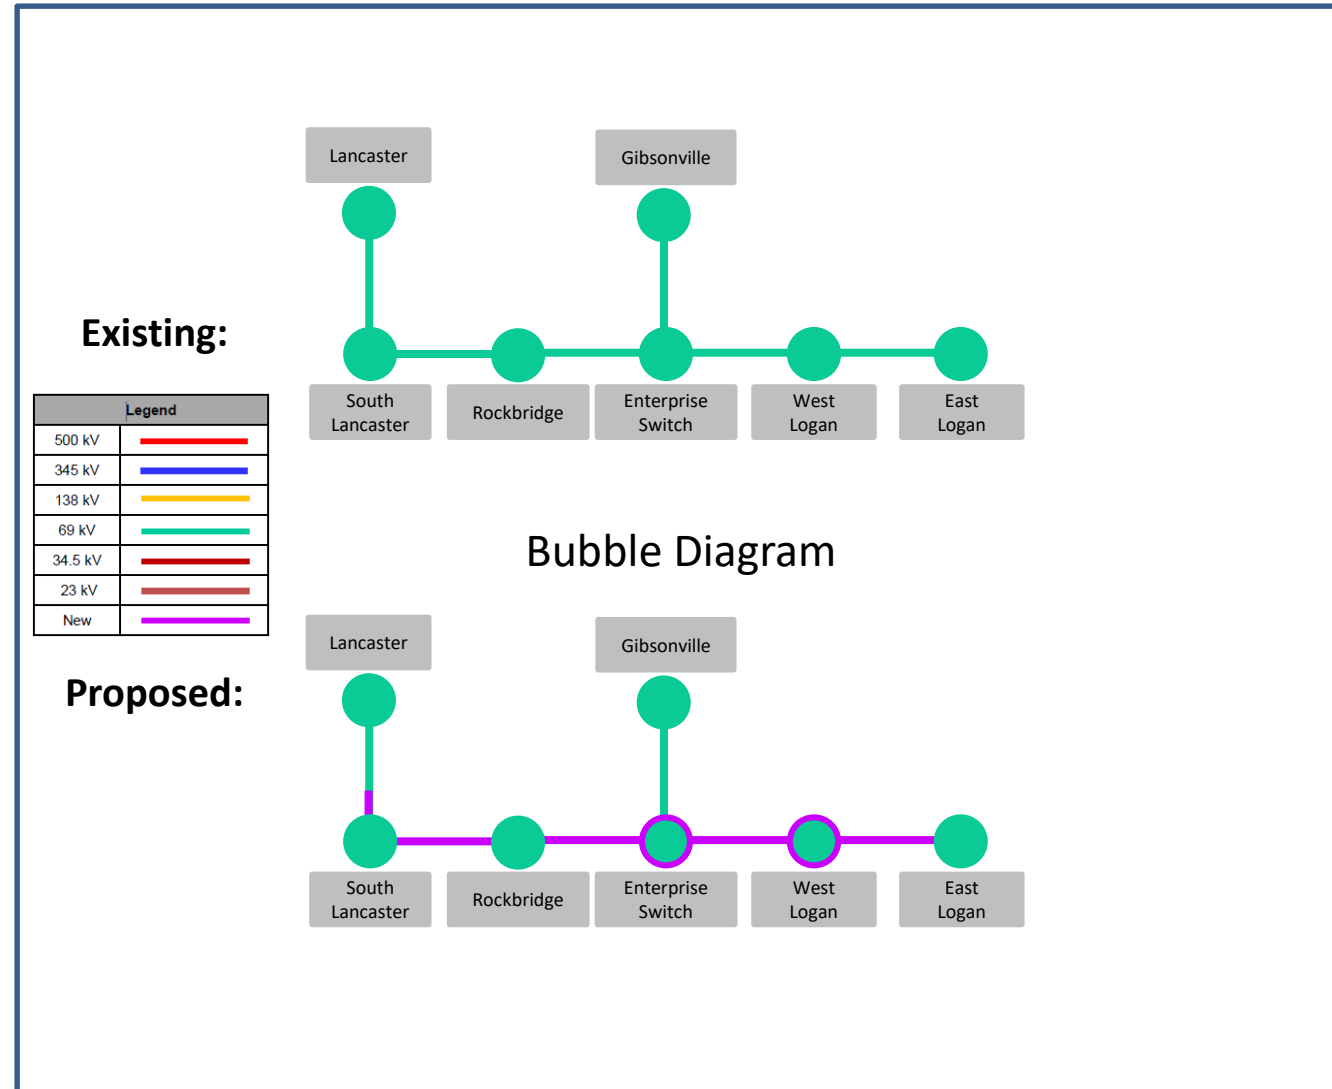 Lancaster
Gibsonville
Existing:
South
Lancaster
Rockbridge
Enterprise
Switch
West
Logan
East
Logan
Legend
500 kV
345 kV
138 kV
69 kV
34.5 kV
23 kV
New
Bubble Diagram
Proposed:
Lancaster
Gibsonville
South
Lancaster
Rockbridge
Enterprise
Switch
West
Logan
East
Logan